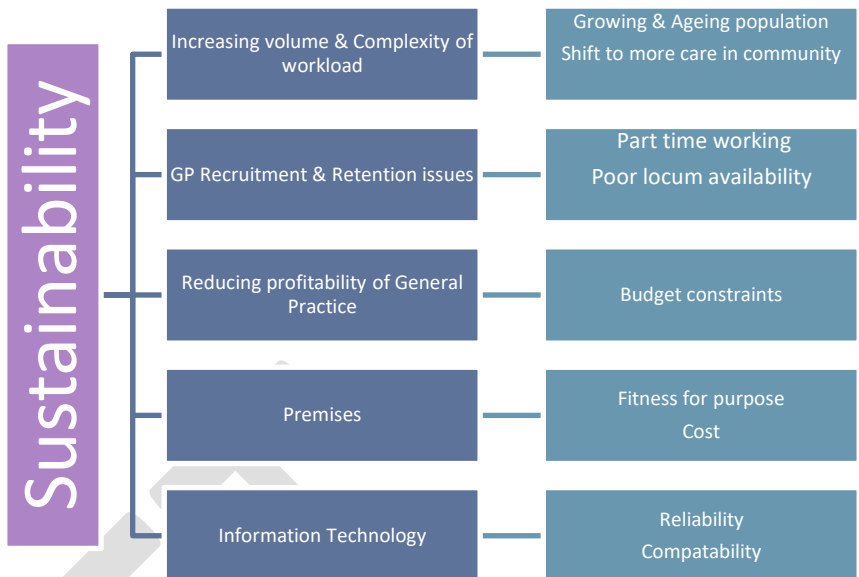 Sustainability
Increasing volume & Complexity of
workload
Growing & Ageing population
Shift to more care in community
GP Recruitment & Retention issues
Part time working
Poor locum availability
Reducing profitability of General
Practice
Budget constraints
Premises
Fitness for purpose
Cost
Information Technology
Reliability
Compatability